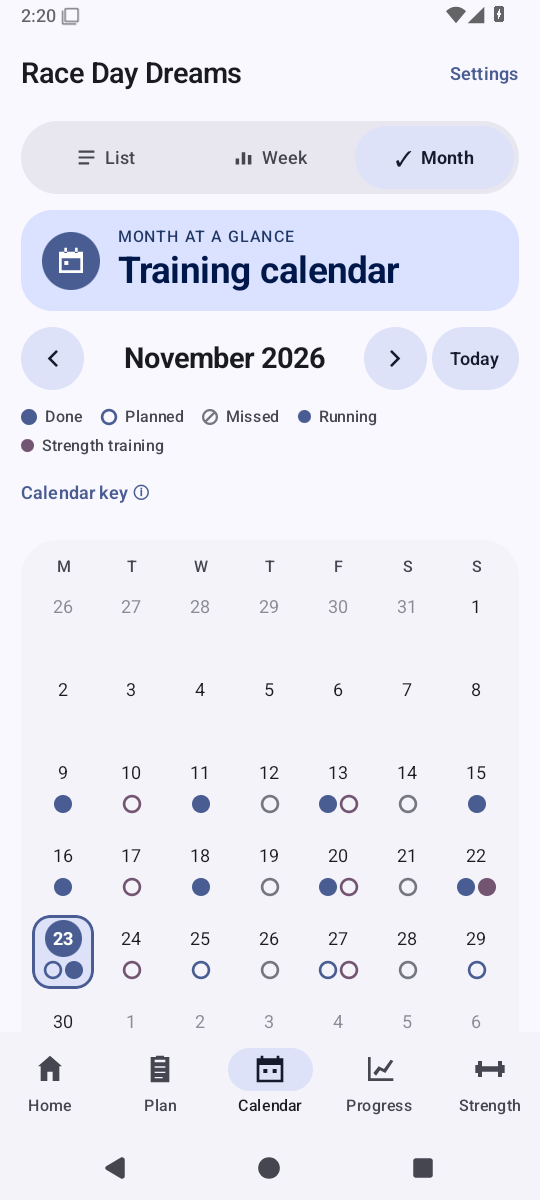 2:20
Race Day Dreams
Settings
List
Week
Month
MONTH AT A GLANCE
Training calendar
November 2026
Today
Done
Planned
Missed
Running
Strength training
Calendar key
M T W T F S S
26 27 28 29 30 31 1
2 3 4 5 6 7 8
9 10 11 12 13 14 15
16 17 18 19 20 21 22
23 24 25 26 27 28 29
30 1 2 3 4 5 6
Home
Plan
Calendar
Progress
Strength